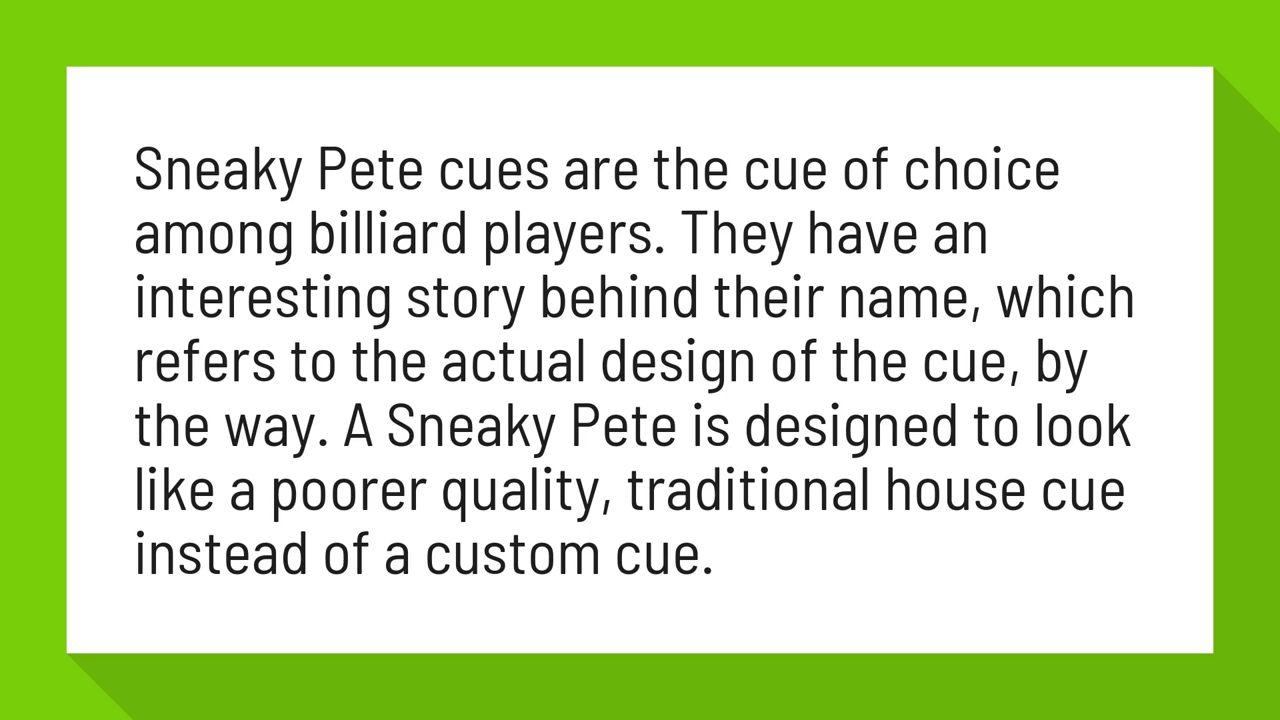 Sneaky Pete cues are the cue of choice
among billiard players. They have an
interesting story behind their name, which
refers to the actual design of the cue, by
the way. A Sneaky Pete is designed to look
like a poorer quality, traditional house cue
instead of a custom cue.